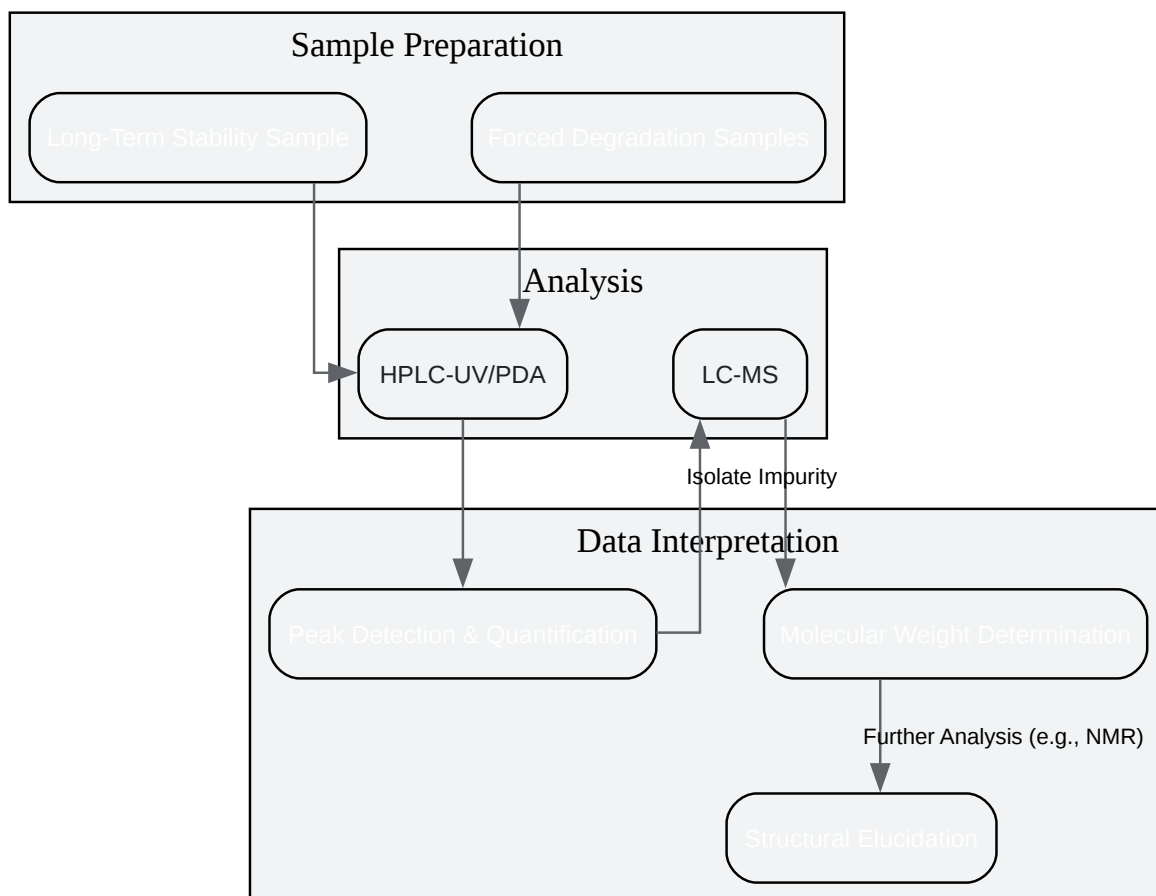 Sample Preparation
Long-Term Stability Sample
Forced Degradation Samples
Analysis
HPLC-UV/PDA
LC-MS
Isolate Impurity
Data Interpretation
Peak Detection & Quantification
Molecular Weight Determination
Further Analysis (e.g., NMR)
Structural Elucidation